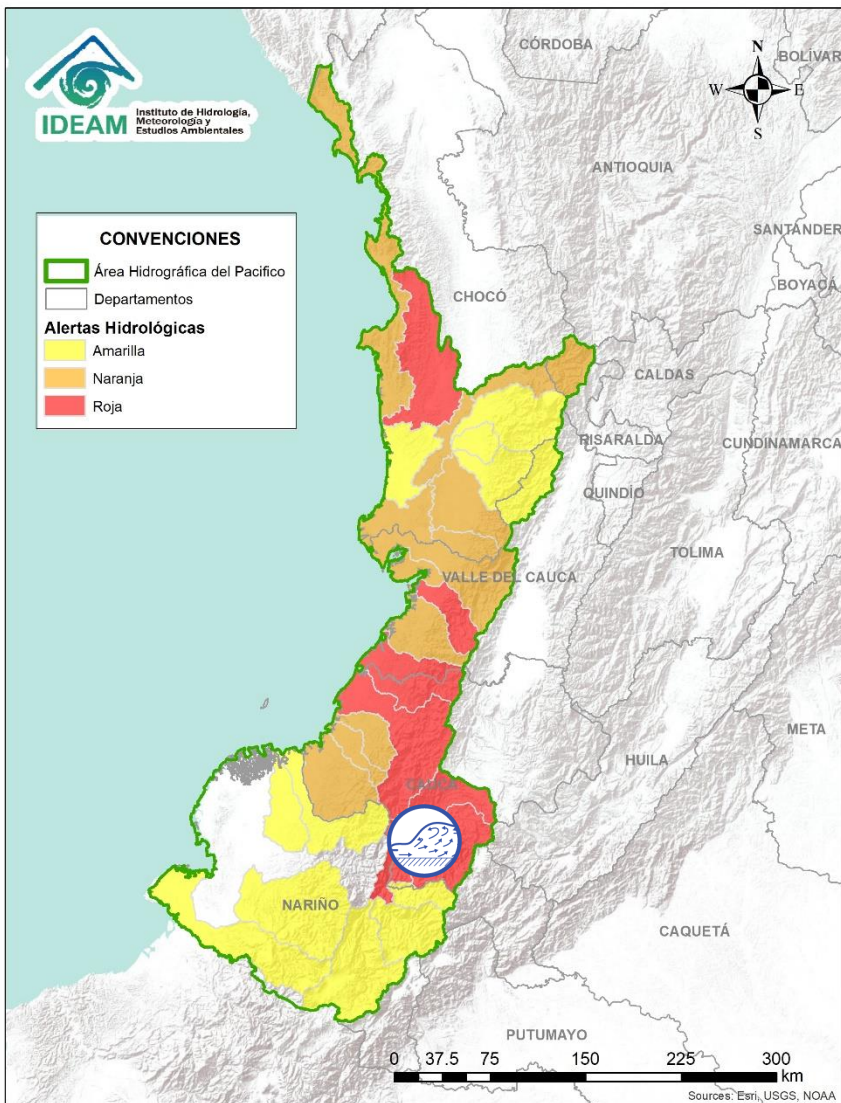 IDEAM
Instituto de Hidrología,
Meteorología y
Estudios Ambientales
N
W
E
S
CÓRDOBA
BOLÍVAR
ANTIOQUIA
SANTANDER
BOYACÁ
CHOCÓ
CALDAS
RISARALDA
CUNDINAMARCA
QUINDÍO
TOLIMA
VALLE DEL CAUCA
META
HUILA
CAUCA
NARIÑO
CAQUETÁ
PUTUMAYO
CONVENCIONES
Área Hidrográfica del Pacifico
Departamentos
Alertas Hidrológicas
Amarilla
Naranja
Roja
0 37.5 75 150 225 300
km
Sources: Esri, USGS, NOAA